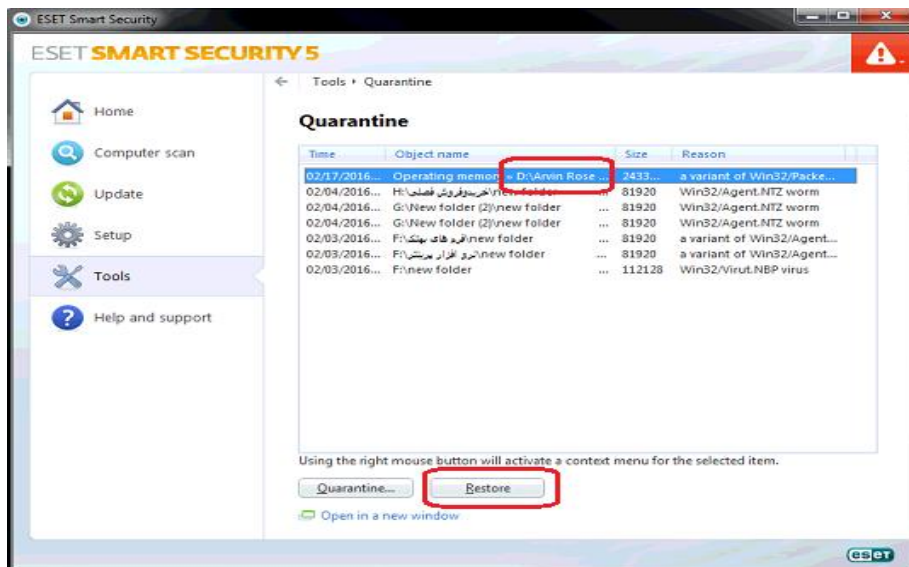 ESET Smart Security
ESET SMART SECURITY 5
Tools › Quarantine
Home
Computer scan
Update
Setup
Tools
Help and support
Quarantine
Time Object name Size Reason
02/17/2016... Operating memory » D:\Arvin Rose ... 2433... a variant of Win32/Packe...
02/04/2016... H:\خریدوفروش فصلی\new folder ... 81920 Win32/Agent.NTZ worm
02/04/2016... G:\New folder (2)\new folder ... 81920 Win32/Agent.NTZ worm
02/04/2016... G:\New folder (2)\new folder ... 81920 Win32/Agent.NTZ worm
02/03/2016... F:\new folder ... 81920 a variant of Win32/Agent...
02/03/2016... F:\new folder ... 81920 a variant of Win32/Agent...
02/03/2016... F:\new folder ... 112128 Win32/Virut.NBP virus
Using the right mouse button will activate a context menu for the selected item.
Quarantine... Restore
Open in a new window
eset